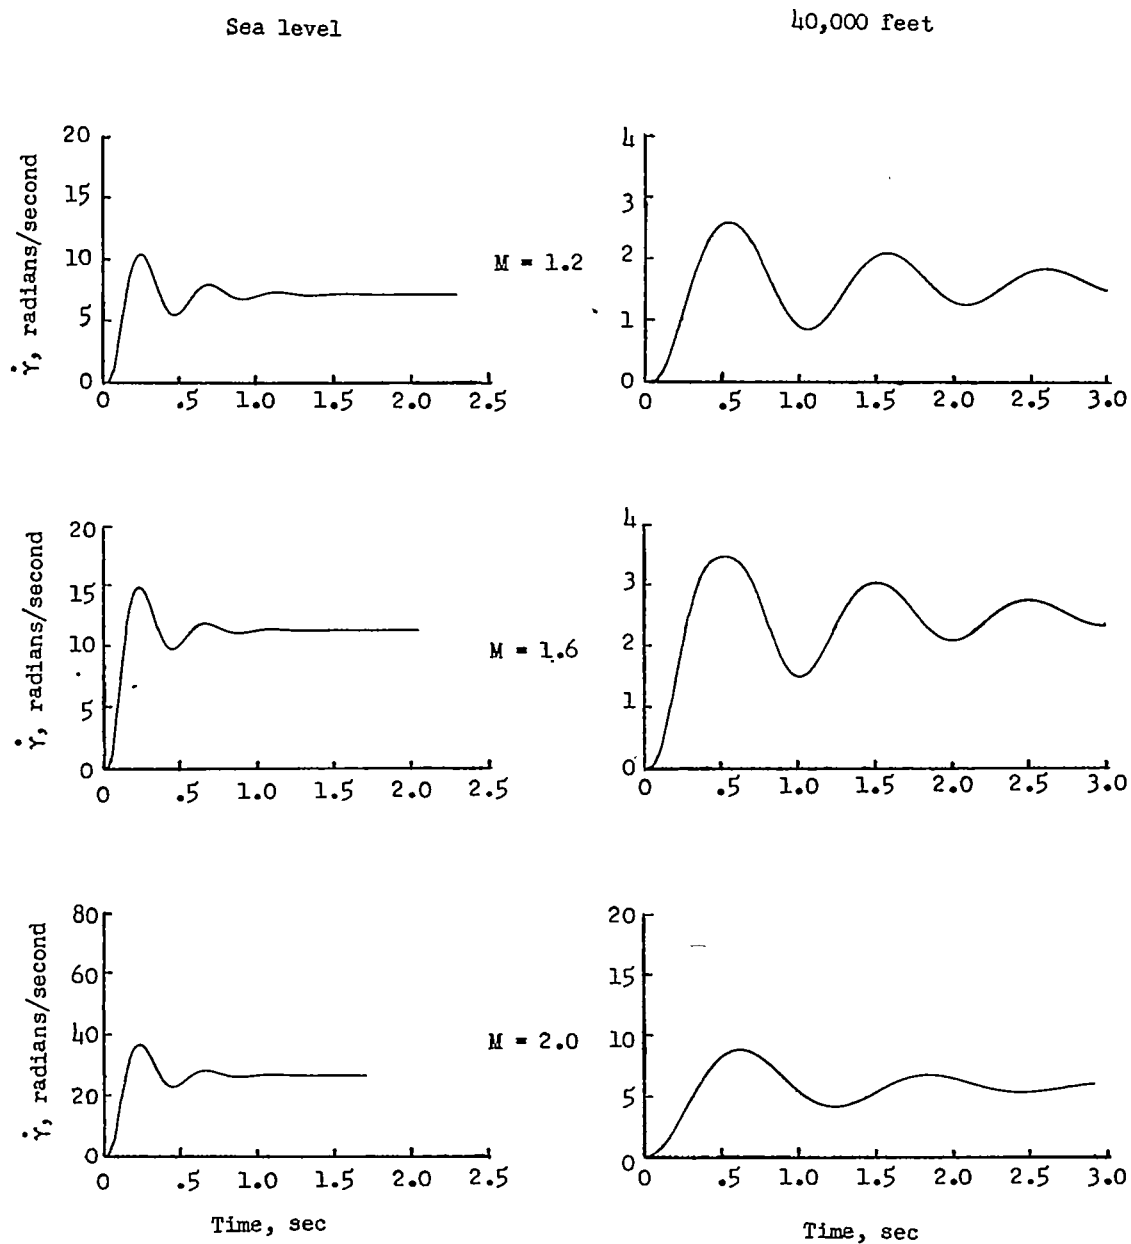 Sea level
40,000 feet
20
15
10
5
0
γ̇, radians/second
0 .5 1.0 1.5 2.0 2.5
M = 1.2
4
3
2
1
0
0 .5 1.0 1.5 2.0 2.5 3.0
20
15
10
5
0
γ̇, radians/second
0 .5 1.0 1.5 2.0 2.5
M = 1.6
4
3
2
1
0
0 .5 1.0 1.5 2.0 2.5 3.0
80
60
40
20
0
γ̇, radians/second
0 .5 1.0 1.5 2.0 2.5
Time, sec
M = 2.0
20
15
10
5
0
0 .5 1.0 1.5 2.0 2.5 3.0
Time, sec